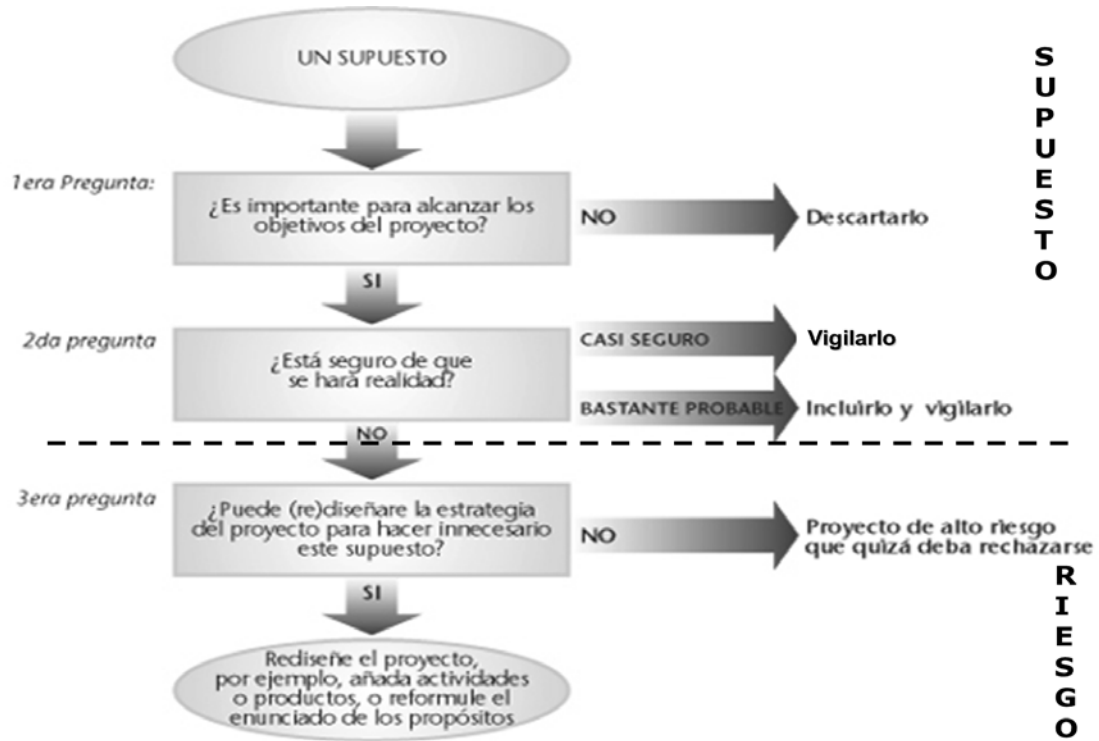 UN SUPUESTO
1era Pregunta:
¿Es importante para alcanzar los
objetivos del proyecto?
NO
Descartarlo
SI
2da pregunta
¿Está seguro de que
se hará realidad?
CASI SEGURO
Vigilarlo
BASTANTE PROBABLE
Incluirlo y vigilarlo
NO
3era pregunta
¿Puede (re)diseñare la estrategia
del proyecto para hacer innecesario
este supuesto?
NO
Proyecto de alto riesgo
que quizá deba rechazarse
SI
Rediseñe el proyecto,
por ejemplo, añada actividades
o productos, o reformule el
enunciado de los propósitos
SUPUESTO
RIESGO